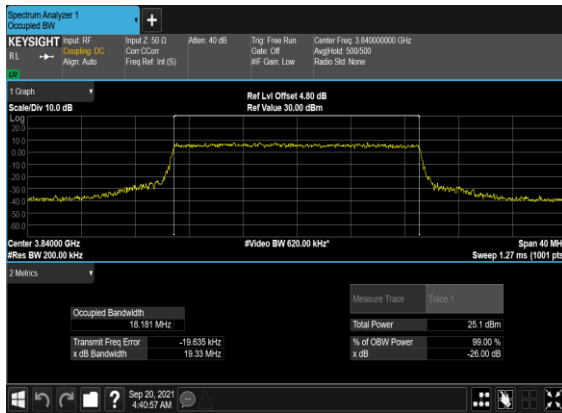 Spectrum Analyzer 1
Occupied BW
KEYSIGHT
RL
Input: RF
Coupling: DC
Align: Auto
Input Z: 50 Ω
Corr CCorr
Freq Ref: Int (S)
Atten: 40 dB
Trig: Free Run
Gate: Off
#IF Gain: Low
Center Freq: 3.840000000 GHz
Avg|Hold: 500/500
Radio Std: None
1 Graph
Scale/Div 10.0 dB
Ref Lvl Offset 4.80 dB
Ref Value 30.00 dBm
Log
20.0
10.0
0.00
-10.0
-20.0
-30.0
-40.0
-50.0
-60.0
Center 3.84000 GHz
#Res BW 200.00 kHz
#Video BW 620.00 kHz*
Span 40 MH
Sweep 1.27 ms (1001 pts
2 Metrics
Measure Trace
Trace 1
Occupied Bandwidth
18.181 MHz
Total Power
25.1 dBm
Transmit Freq Error
-19.635 kHz
% of OBW Power
99.00 %
x dB Bandwidth
19.33 MHz
x dB
-26.00 dB
?
Sep 20, 2021
4:40:57 AM